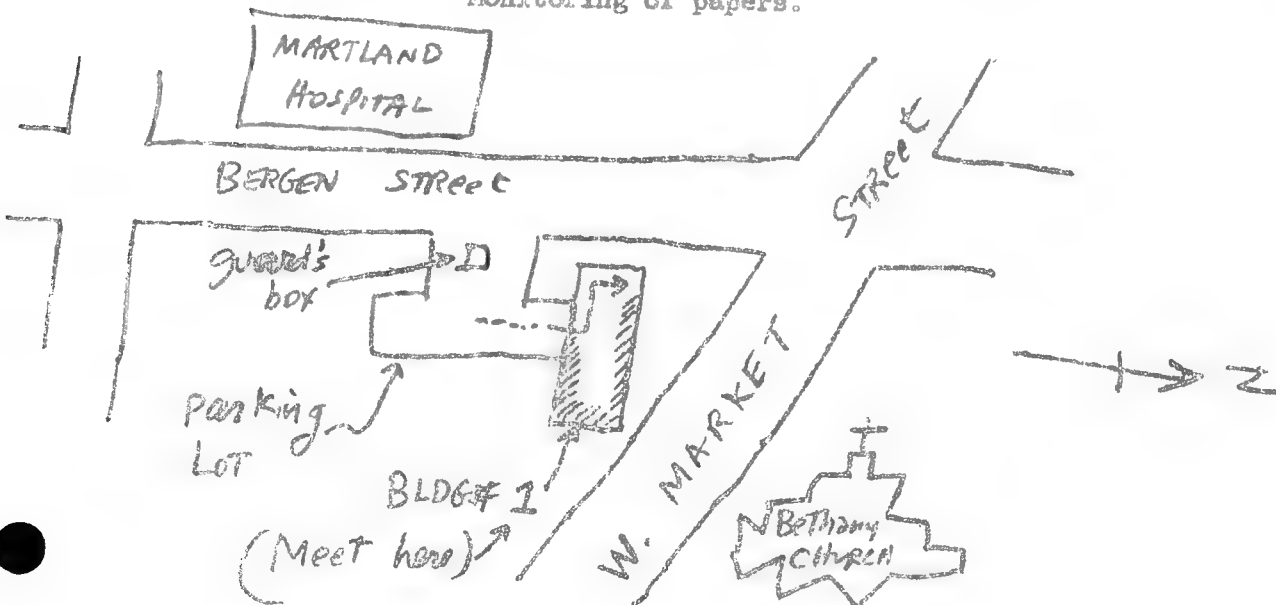 Monitoring of papers.
MARTLAND
HOSPITAL
BERGEN STReet
STReet
guard's
box
parking
LOT
BLDG# 1
(Meet here)
W. MARKET
Bethany
CHURCH
N